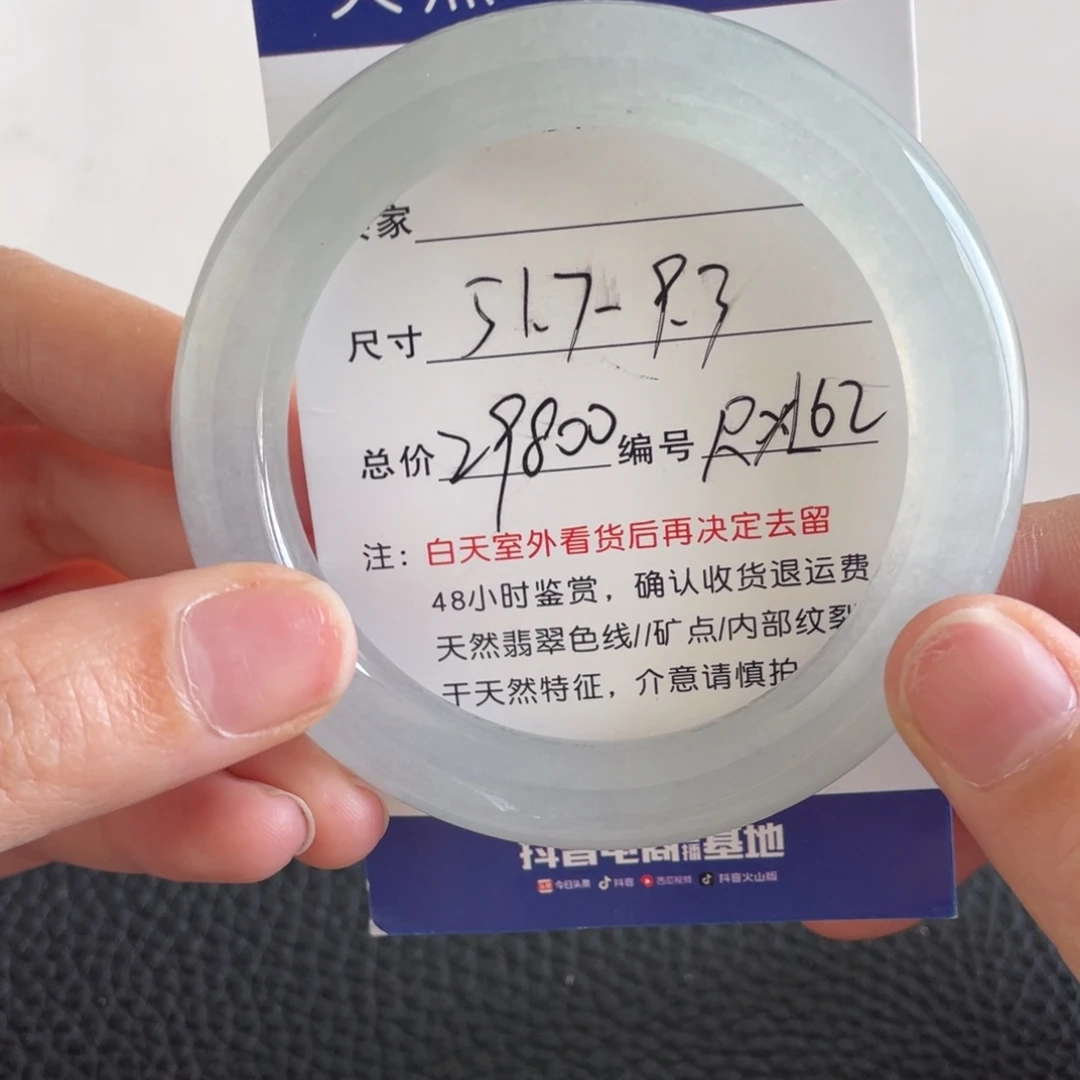 天然
家
尺寸 51.7-9.3
总价 29800 编号 RX162
注：白天室外看货后再决定去留
48小时鉴赏，确认收货退运费
天然翡翠色线//矿点/内部纹裂
于天然特征，介意请慎拍
抖音电商直播基地
今日头条 抖音 西瓜视频 抖音火山版